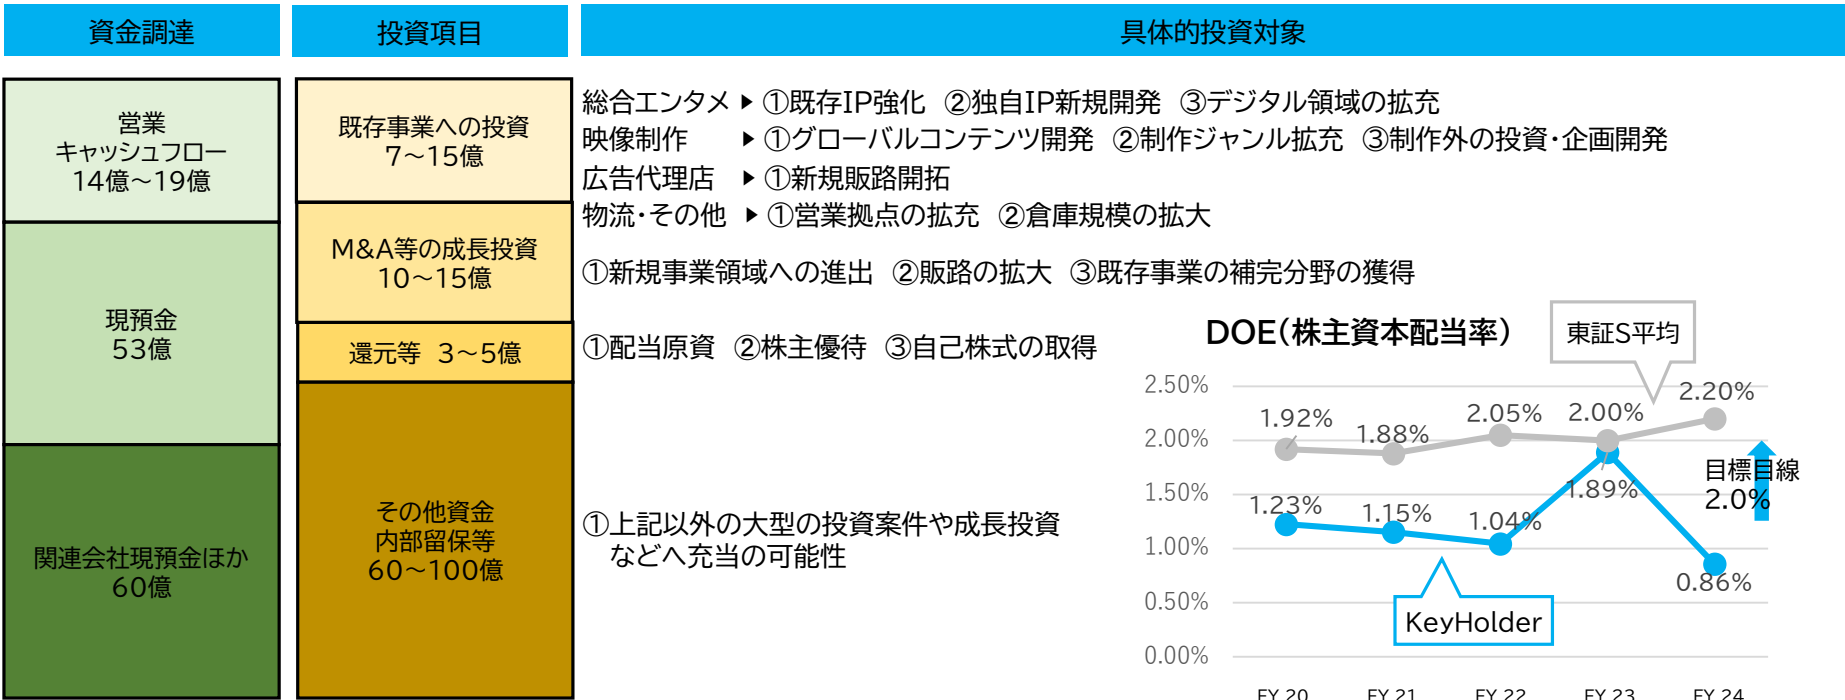 資金調達
投資項目
具体的投資対象
営業
キャッシュフロー
14億～19億
現預金
53億
関連会社現預金ほか
60億
既存事業への投資
7～15億
M&A等の成長投資
10～15億
還元等 3～5億
その他資金
内部留保等
60～100億
総合エンタメ ▶ ①既存IP強化 ②独自IP新規開発 ③デジタル領域の拡充
映像制作 ▶ ①グローバルコンテンツ開発 ②制作ジャンル拡充 ③制作外の投資・企画開発
広告代理店 ▶ ①新規販路開拓
物流・その他 ▶ ①営業拠点の拡充 ②倉庫規模の拡大
①新規事業領域への進出 ②販路の拡大 ③既存事業の補完分野の獲得
①配当原資 ②株主優待 ③自己株式の取得
①上記以外の大型の投資案件や成長投資
などへ充当の可能性
DOE(株主資本配当率)
東証S平均
2.50%
2.00%
1.50%
1.00%
0.50%
0.00%
1.92%
1.88%
2.05%
2.00%
2.20%
1.23%
1.15%
1.04%
1.89%
0.86%
目標目線
2.0%
KeyHolder
FY 20
FY 21
FY 22
FY 23
FY 24